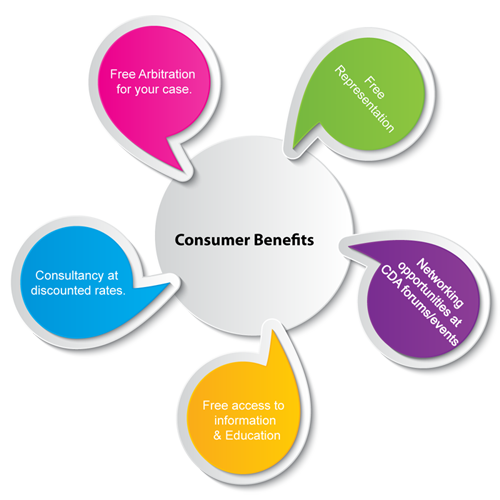 Free Arbitration
for your case.
Free
Representation
Consumer Benefits
Networking
opportunities at
CDA forums/events
Consultancy at
discounted rates.
Free access to
information
& Education